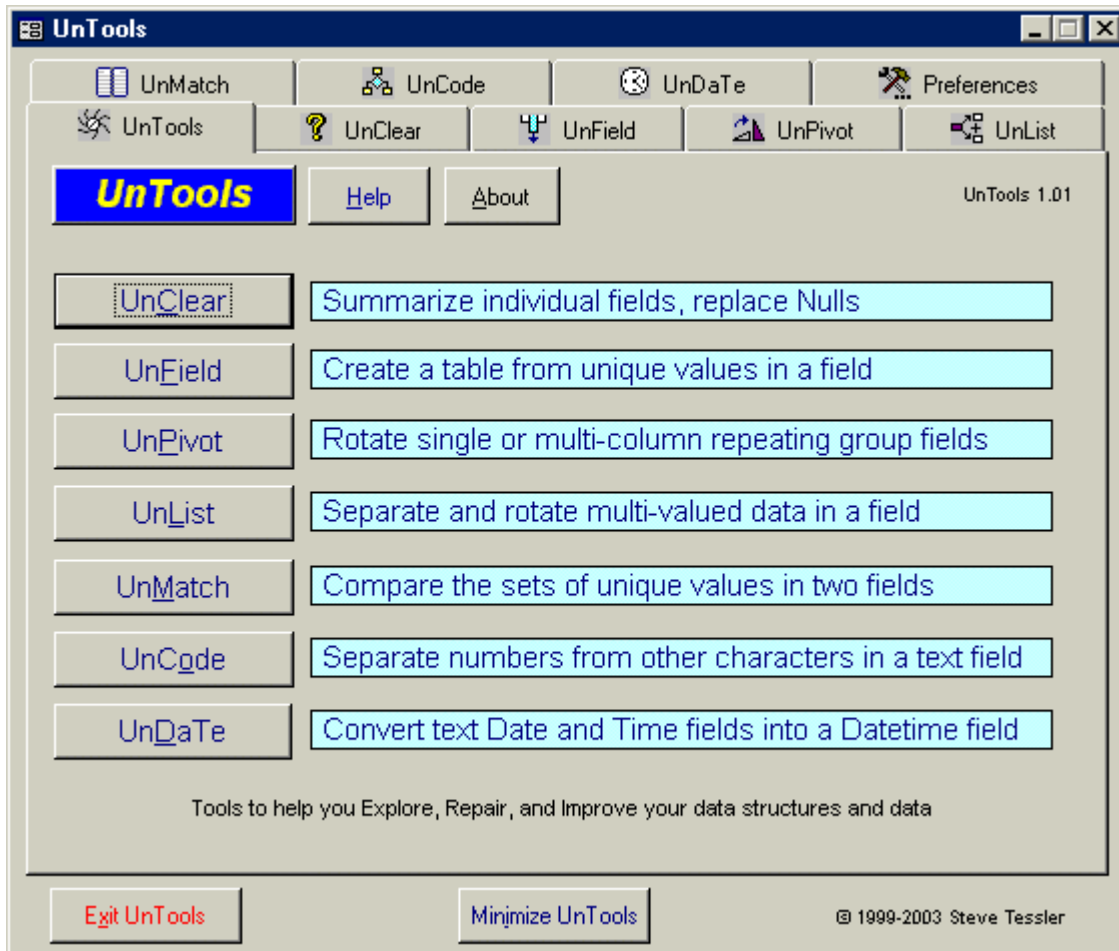 UnTools
UnMatch UnCode UnDaTe Preferences
UnTools UnClear UnField UnPivot UnList
UnTools Help About UnTools 1.01
UnClear Summarize individual fields, replace Nulls
UnField Create a table from unique values in a field
UnPivot Rotate single or multi-column repeating group fields
UnList Separate and rotate multi-valued data in a field
UnMatch Compare the sets of unique values in two fields
UnCode Separate numbers from other characters in a text field
UnDaTe Convert text Date and Time fields into a Datetime field
Tools to help you Explore, Repair, and Improve your data structures and data
Exit UnTools Minimize UnTools © 1999-2003 Steve Tessler